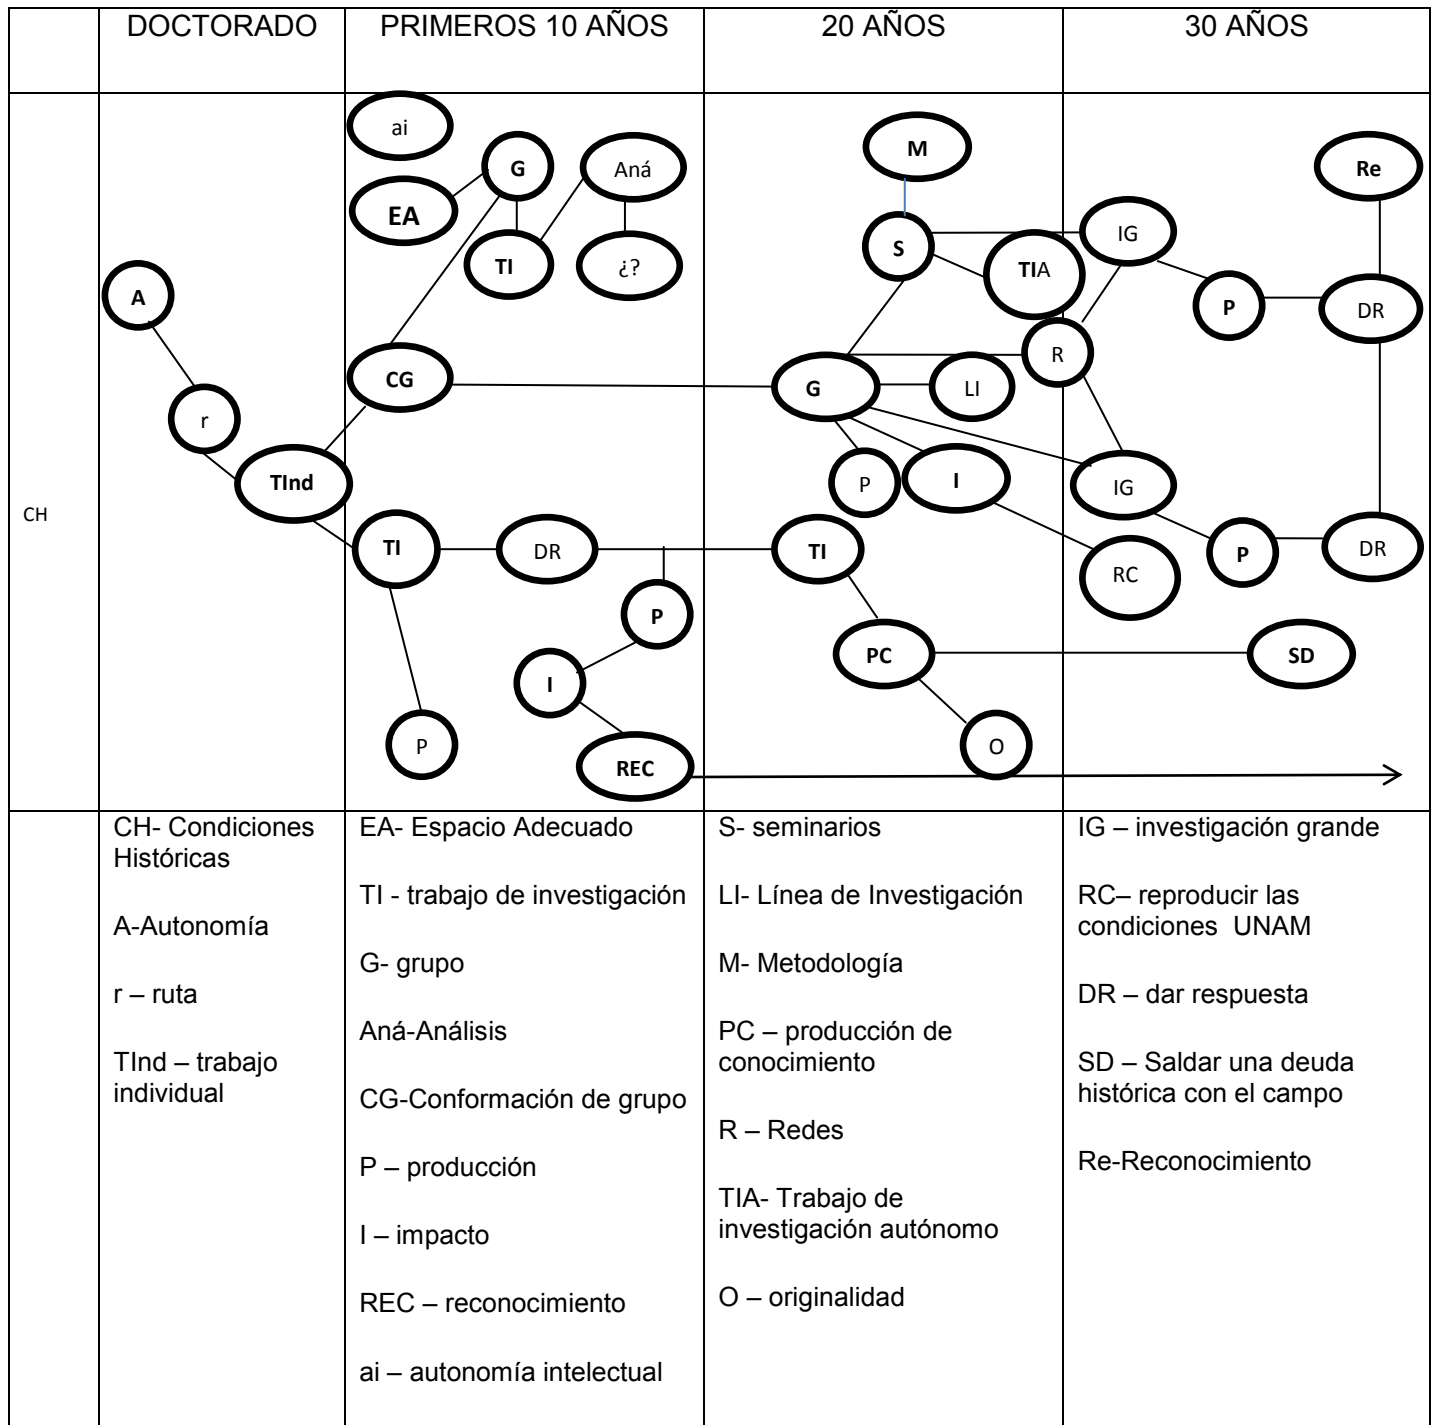 DOCTORADO
PRIMEROS 10 AÑOS
20 AÑOS
30 AÑOS
CH
A
r
TInd
ai
G
Aná
EA
TI
¿?
CG
TI
DR
P
I
P
REC
M
S
TIA
R
G
LI
P
I
TI
PC
O
IG
Re
P
DR
IG
P
DR
RC
SD
CH- Condiciones
Históricas
A-Autonomía
r – ruta
TInd – trabajo
individual
EA- Espacio Adecuado
TI - trabajo de investigación
G- grupo
Aná-Análisis
CG-Conformación de grupo
P – producción
I – impacto
REC – reconocimiento
ai – autonomía intelectual
S- seminarios
LI- Línea de Investigación
M- Metodología
PC – producción de
conocimiento
R – Redes
TIA- Trabajo de
investigación autónomo
O – originalidad
IG – investigación grande
RC– reproducir las
condiciones UNAM
DR – dar respuesta
SD – Saldar una deuda
histórica con el campo
Re-Reconocimiento